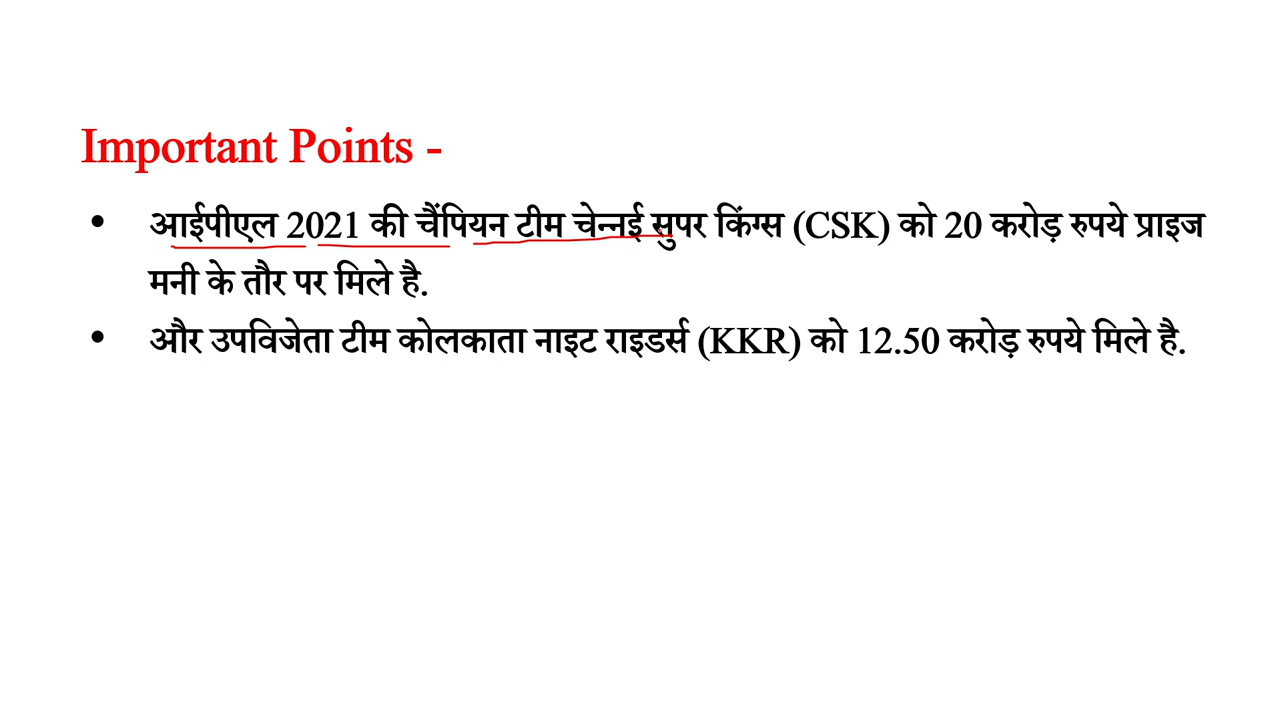 Important Points -
• आईपीएल 2021 की चैंपियन टीम चेन्नई सुपर किंग्स (CSK) को 20 करोड़ रुपये प्राइज
मनी के तौर पर मिले है.
• और उपविजेता टीम कोलकाता नाइट राइडर्स (KKR) को 12.50 करोड़ रुपये मिले है.